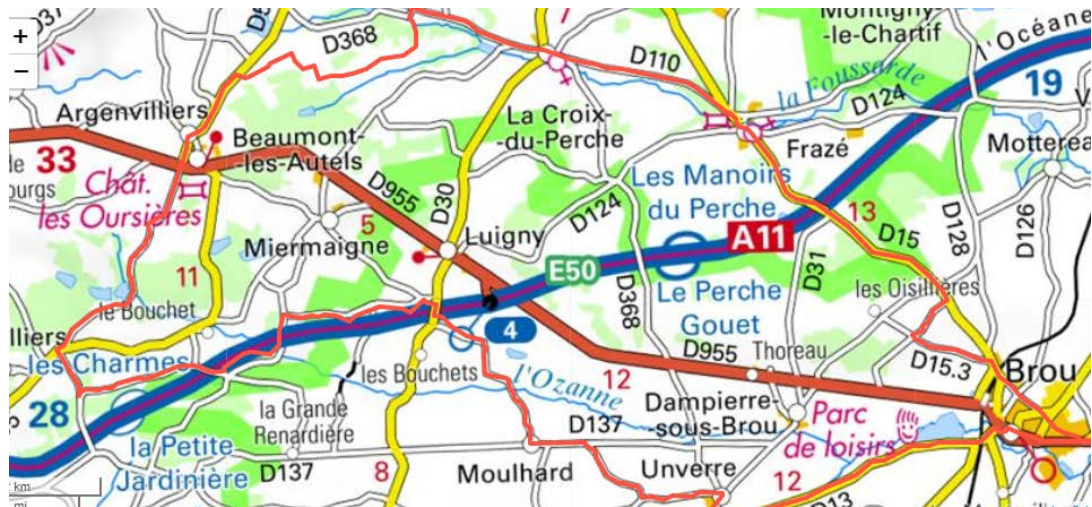 +
−
D368
D110
Montigny-
-le-Chartif
l'Océane
19
la Foussarde
D124
Argenvilliers
Beaumont-
-les-Autels
La Croix-
-du-Perche
Frazé
33
Chât.
les Oursières
D955
D30
5
Miermaigne
Luigny
D124
Les Manoirs
du Perche
A11
13
D15
D128
D126
E50
D31
11
le Bouchet
D368
Le Perche
Gouet
les Oisillières
4
les Charmes
les Bouchets
l'Ozanne
12
D955
Thoreau
D15.3
Brou
28
la Grande
Renardière
D137
Dampierre-
-sous-Brou
Parc
de loisirs
la Petite
Jardinière
D137
8
Moulhard
Unverre
12
D13
km